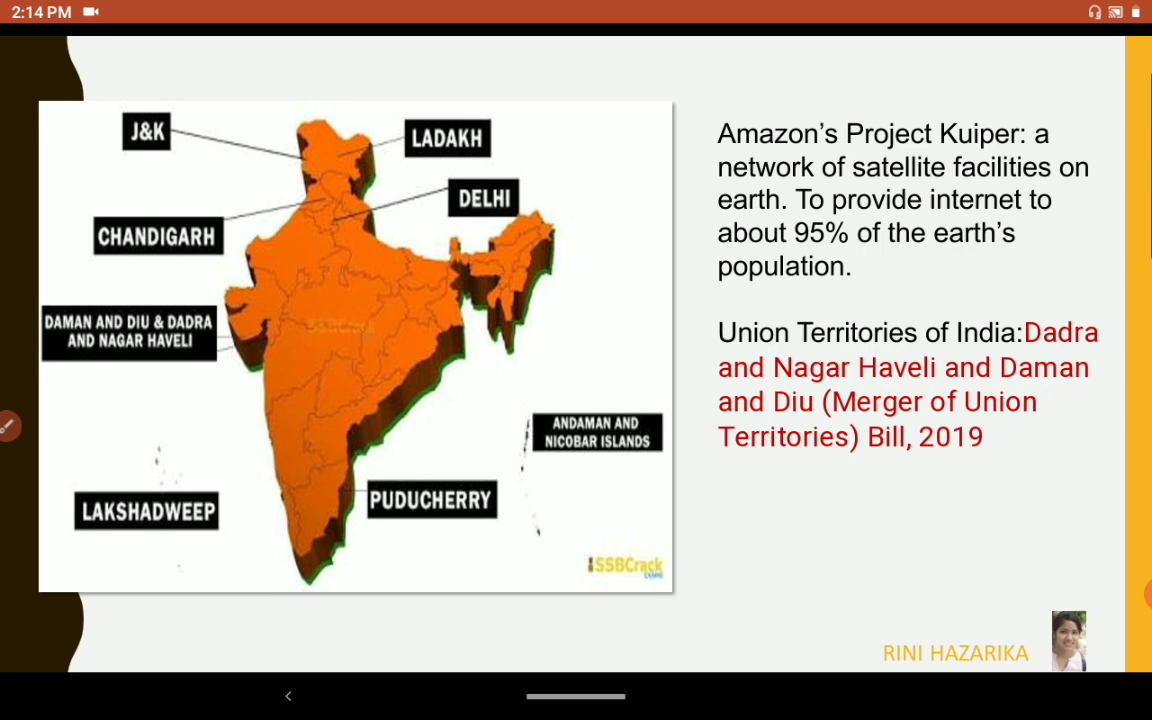 2:14 PM
J&K
LADAKH
DELHI
CHANDIGARH
DAMAN AND DIU & DADRA
AND NAGAR HAVELI
ANDAMAN AND
NICOBAR ISLANDS
PUDUCHERRY
LAKSHADWEEP
SSBCrack
Amazon’s Project Kuiper: a
network of satellite facilities on
earth. To provide internet to
about 95% of the earth’s
population.
Union Territories of India:Dadra
and Nagar Haveli and Daman
and Diu (Merger of Union
Territories) Bill, 2019
RINI HAZARIKA